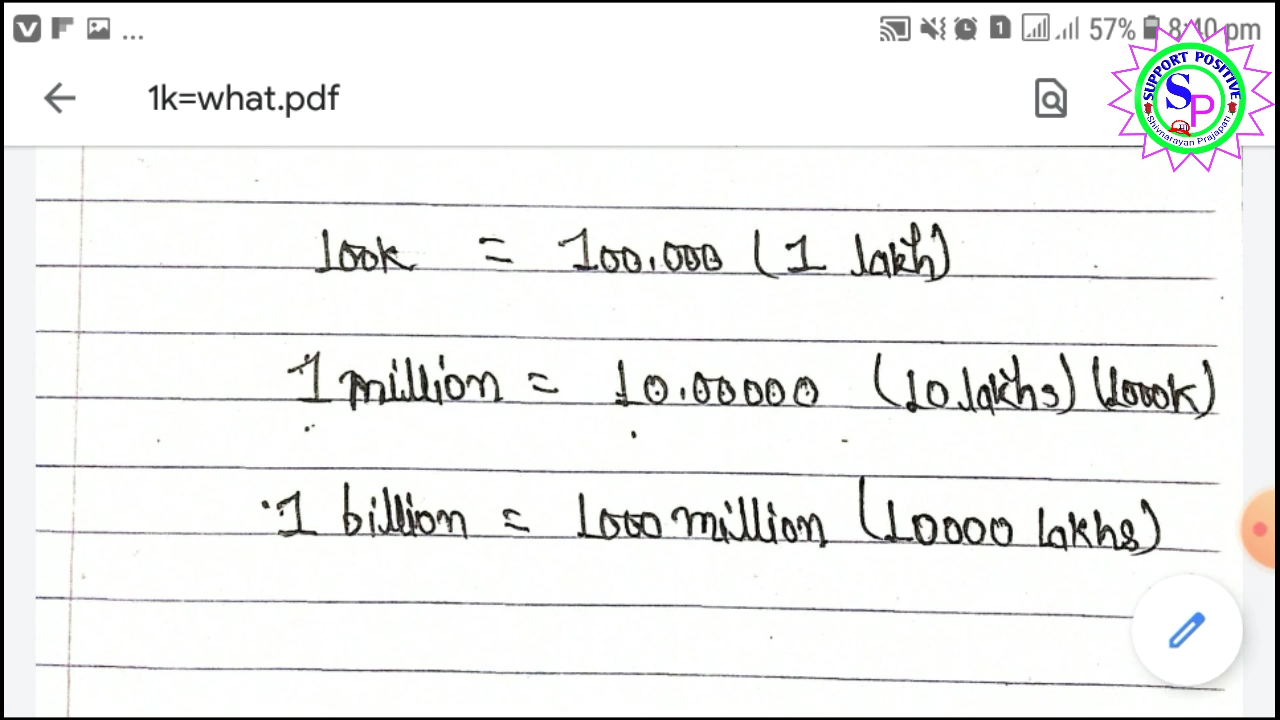 ... 57% 8:40 pm
1k=what.pdf
SUPPORT POSITIVE
SP
Shivnarayan Prajapati
100k = 100.000 (1 lakh)
1 million = 10.00000 (10 lakhs) (1000k)
1 billion = 1000 million (10000 lakhs)